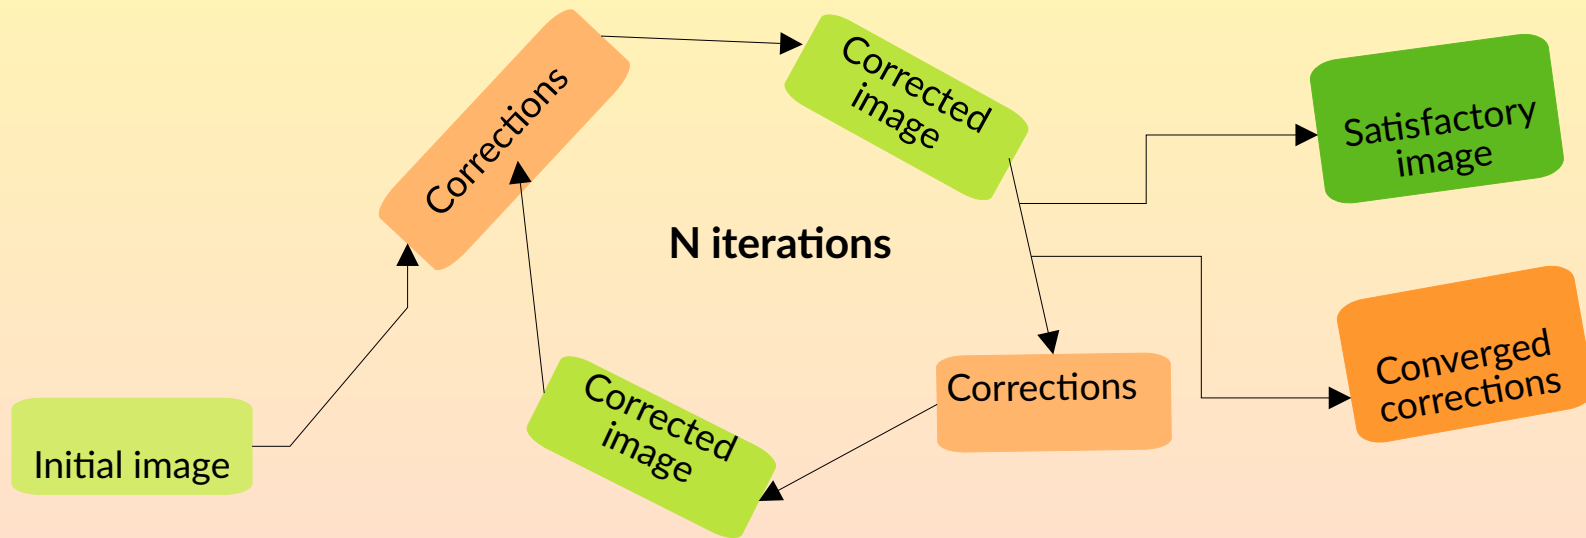 Corrections
Corrected
image
Satisfactory
image
N iterations
Converged
corrections
Corrections
Corrected
image
Initial image